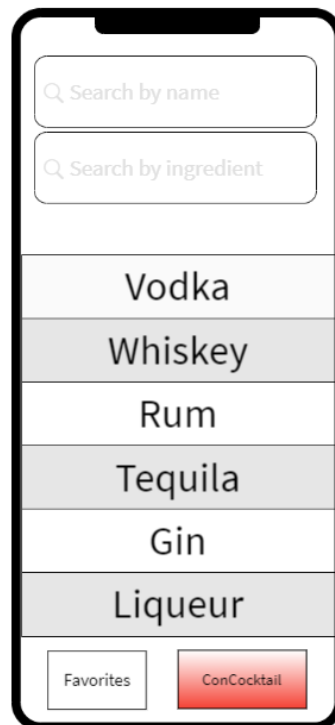 Search by name
Search by ingredient
Vodka
Whiskey
Rum
Tequila
Gin
Liqueur
Favorites ConCocktail